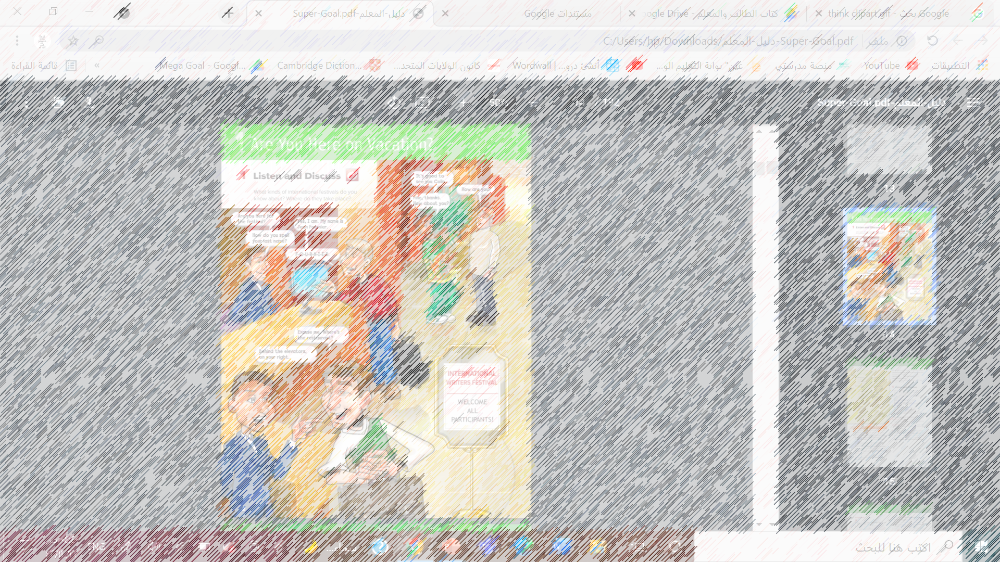 think clipart gif - بحث Google
كتاب الطالب والمعلم - Google Drive
مستندات Google
دليل-المعلم-Super-Goal.pdf
ملف
C:/Users/hp/Downloads/دليل-المعلم-Super-Goal.pdf
التطبيقات
YouTube
منصة مدرستي
عين" بوابة التعليم الو...
Wordwall | أنشئ درو...
كانون الولايات المتحد...
Cambridge Diction...
Mega Goal - Googl...
قائمة القراءة
دليل-المعلم-Super-Goal.pdf
/ 192
50%
Are You Here on Vacation?
1 Listen and Discuss
What kinds of international festivals do you
know about? Where do they take place?
It's good to
see you Colin.
How are you?
Fine, thanks.
How about you?
Are you here for
the festival?
Yes, I am. My name is
Jean Fournier.
How do you spell
your last name?
F-O-U-R-N-I-E-R.
Excuse me. Where's
the restaurant?
Behind the elevators,
on your right.
INTERNATIONAL
WRITERS FESTIVAL
WELCOME
ALL
PARTICIPANTS!
13
14
15
اكتب هنا للبحث
ENG